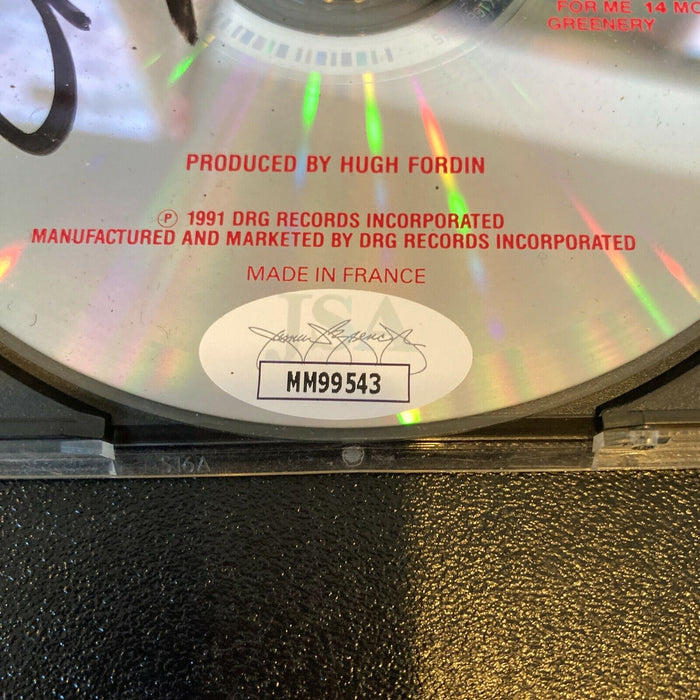 FOR ME 14 MO
GREENERY
PRODUCED BY HUGH FORDIN
℗ 1991 DRG RECORDS INCORPORATED
MANUFACTURED AND MARKETED BY DRG RECORDS INCORPORATED
MADE IN FRANCE
JSA
MM99543
516A